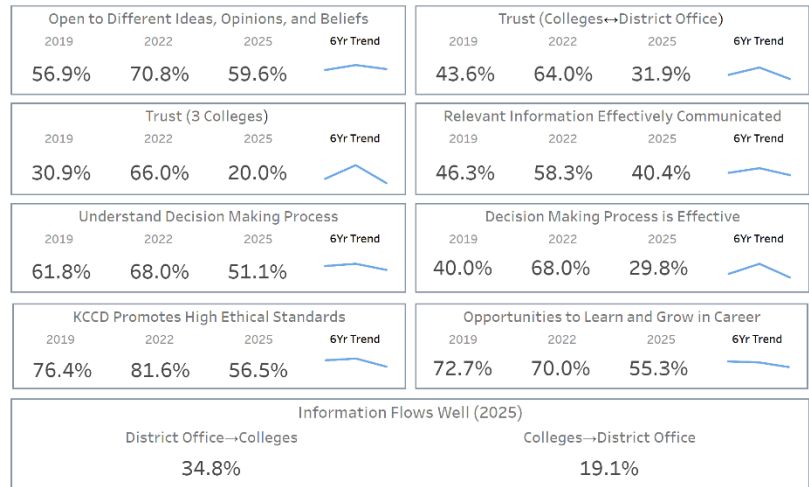 Open to Different Ideas, Opinions, and Beliefs
2019 2022 2025 6Yr Trend
56.9% 70.8% 59.6%
Trust (Colleges↔District Office)
2019 2022 2025 6Yr Trend
43.6% 64.0% 31.9%
Trust (3 Colleges)
2019 2022 2025 6Yr Trend
30.9% 66.0% 20.0%
Relevant Information Effectively Communicated
2019 2022 2025 6Yr Trend
46.3% 58.3% 40.4%
Understand Decision Making Process
2019 2022 2025 6Yr Trend
61.8% 68.0% 51.1%
Decision Making Process is Effective
2019 2022 2025 6Yr Trend
40.0% 68.0% 29.8%
KCCD Promotes High Ethical Standards
2019 2022 2025 6Yr Trend
76.4% 81.6% 56.5%
Opportunities to Learn and Grow in Career
2019 2022 2025 6Yr Trend
72.7% 70.0% 55.3%
Information Flows Well (2025)
District Office→Colleges Colleges→District Office
34.8% 19.1%